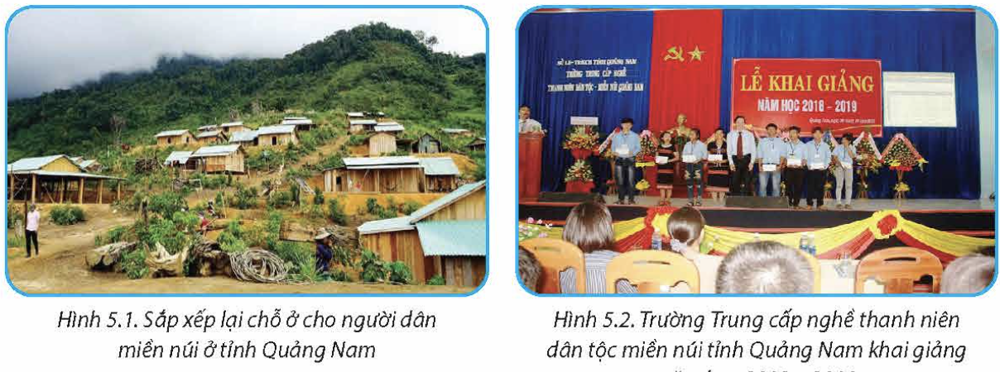 SỞ LĐ-TB&XH TỈNH QUẢNG NAM
TRƯỜNG TRUNG CẤP NGHỀ
THANH NIÊN DÂN TỘC - MIỀN NÚI QUẢNG NAM
LỄ KHAI GIẢNG
NĂM HỌC 2018 - 2019
Hình 5.1. Sắp xếp lại chỗ ở cho người dân
miền núi ở tỉnh Quảng Nam
Hình 5.2. Trường Trung cấp nghề thanh niên
dân tộc miền núi tỉnh Quảng Nam khai giảng